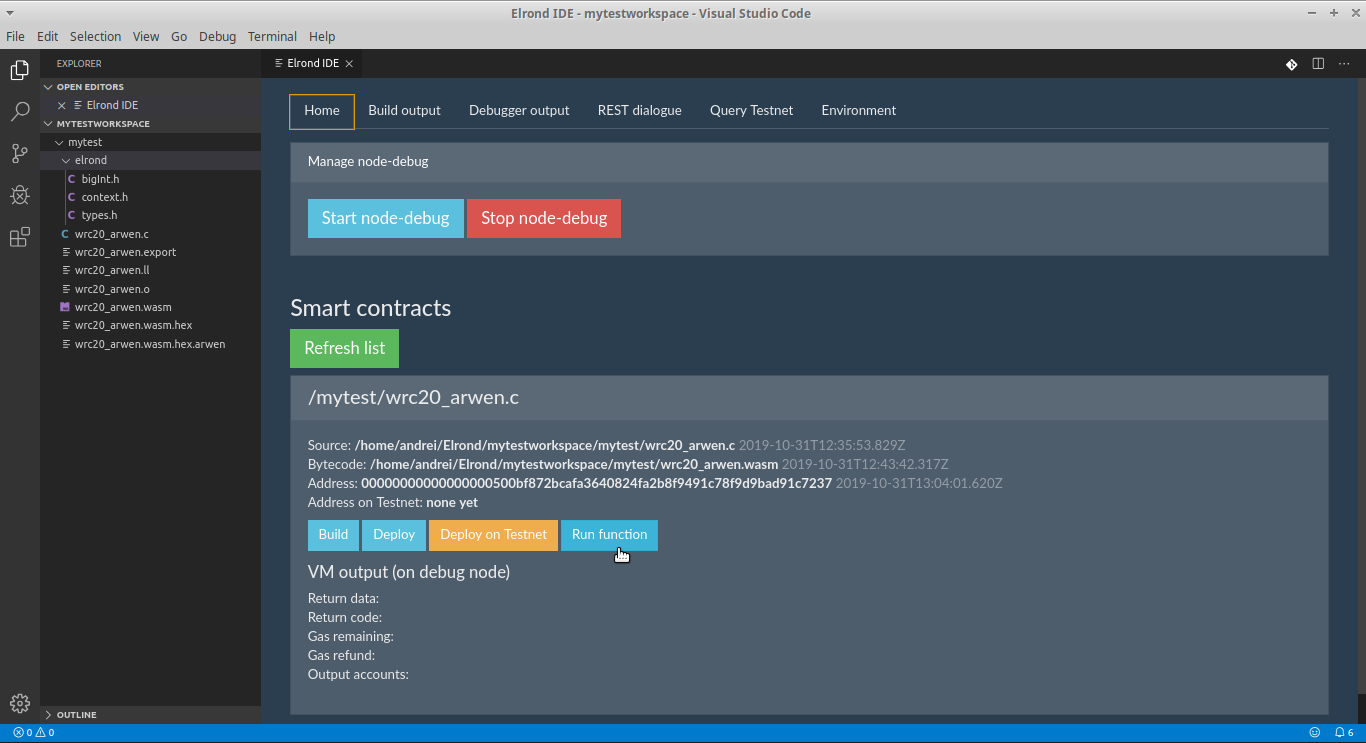 Elrond IDE - mytestworkspace - Visual Studio Code
File Edit Selection View Go Debug Terminal Help
EXPLORER
OPEN EDITORS
Elrond IDE
MYTESTWORKSPACE
mytest
elrond
C bigInt.h
C context.h
C types.h
C wrc20_arwen.c
wrc20_arwen.export
wrc20_arwen.ll
wrc20_arwen.o
wrc20_arwen.wasm
wrc20_arwen.wasm.hex
wrc20_arwen.wasm.hex.arwen
OUTLINE
Elrond IDE
Home Build output Debugger output REST dialogue Query Testnet Environment
Manage node-debug
Start node-debug Stop node-debug
Smart contracts
Refresh list
/mytest/wrc20_arwen.c
Source: /home/andrei/Elrond/mytestworkspace/mytest/wrc20_arwen.c 2019-10-31T12:35:53.829Z
Bytecode: /home/andrei/Elrond/mytestworkspace/mytest/wrc20_arwen.wasm 2019-10-31T12:43:42.317Z
Address: 00000000000000000500bf872bcafa3640824fa2b8f9491c78f9d9bad91c7237 2019-10-31T13:04:01.620Z
Address on Testnet: none yet
Build Deploy Deploy on Testnet Run function
VM output (on debug node)
Return data:
Return code:
Gas remaining:
Gas refund:
Output accounts:
0 0 6